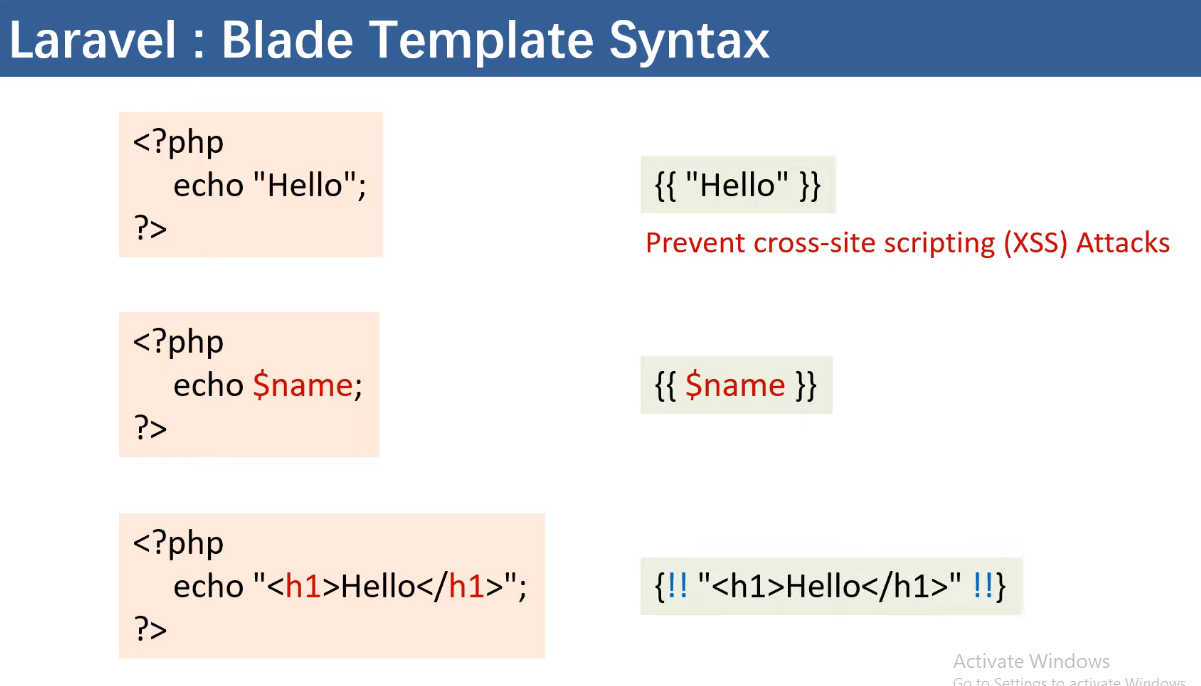 Laravel : Blade Template Syntax
<?php
echo "Hello";
?>
{{ "Hello" }}
Prevent cross-site scripting (XSS) Attacks
<?php
echo $name;
?>
{{ $name }}
<?php
echo "<h1>Hello</h1>";
?>
{!! "<h1>Hello</h1>" !!}
Activate Windows
Go to Settings to activate Windows